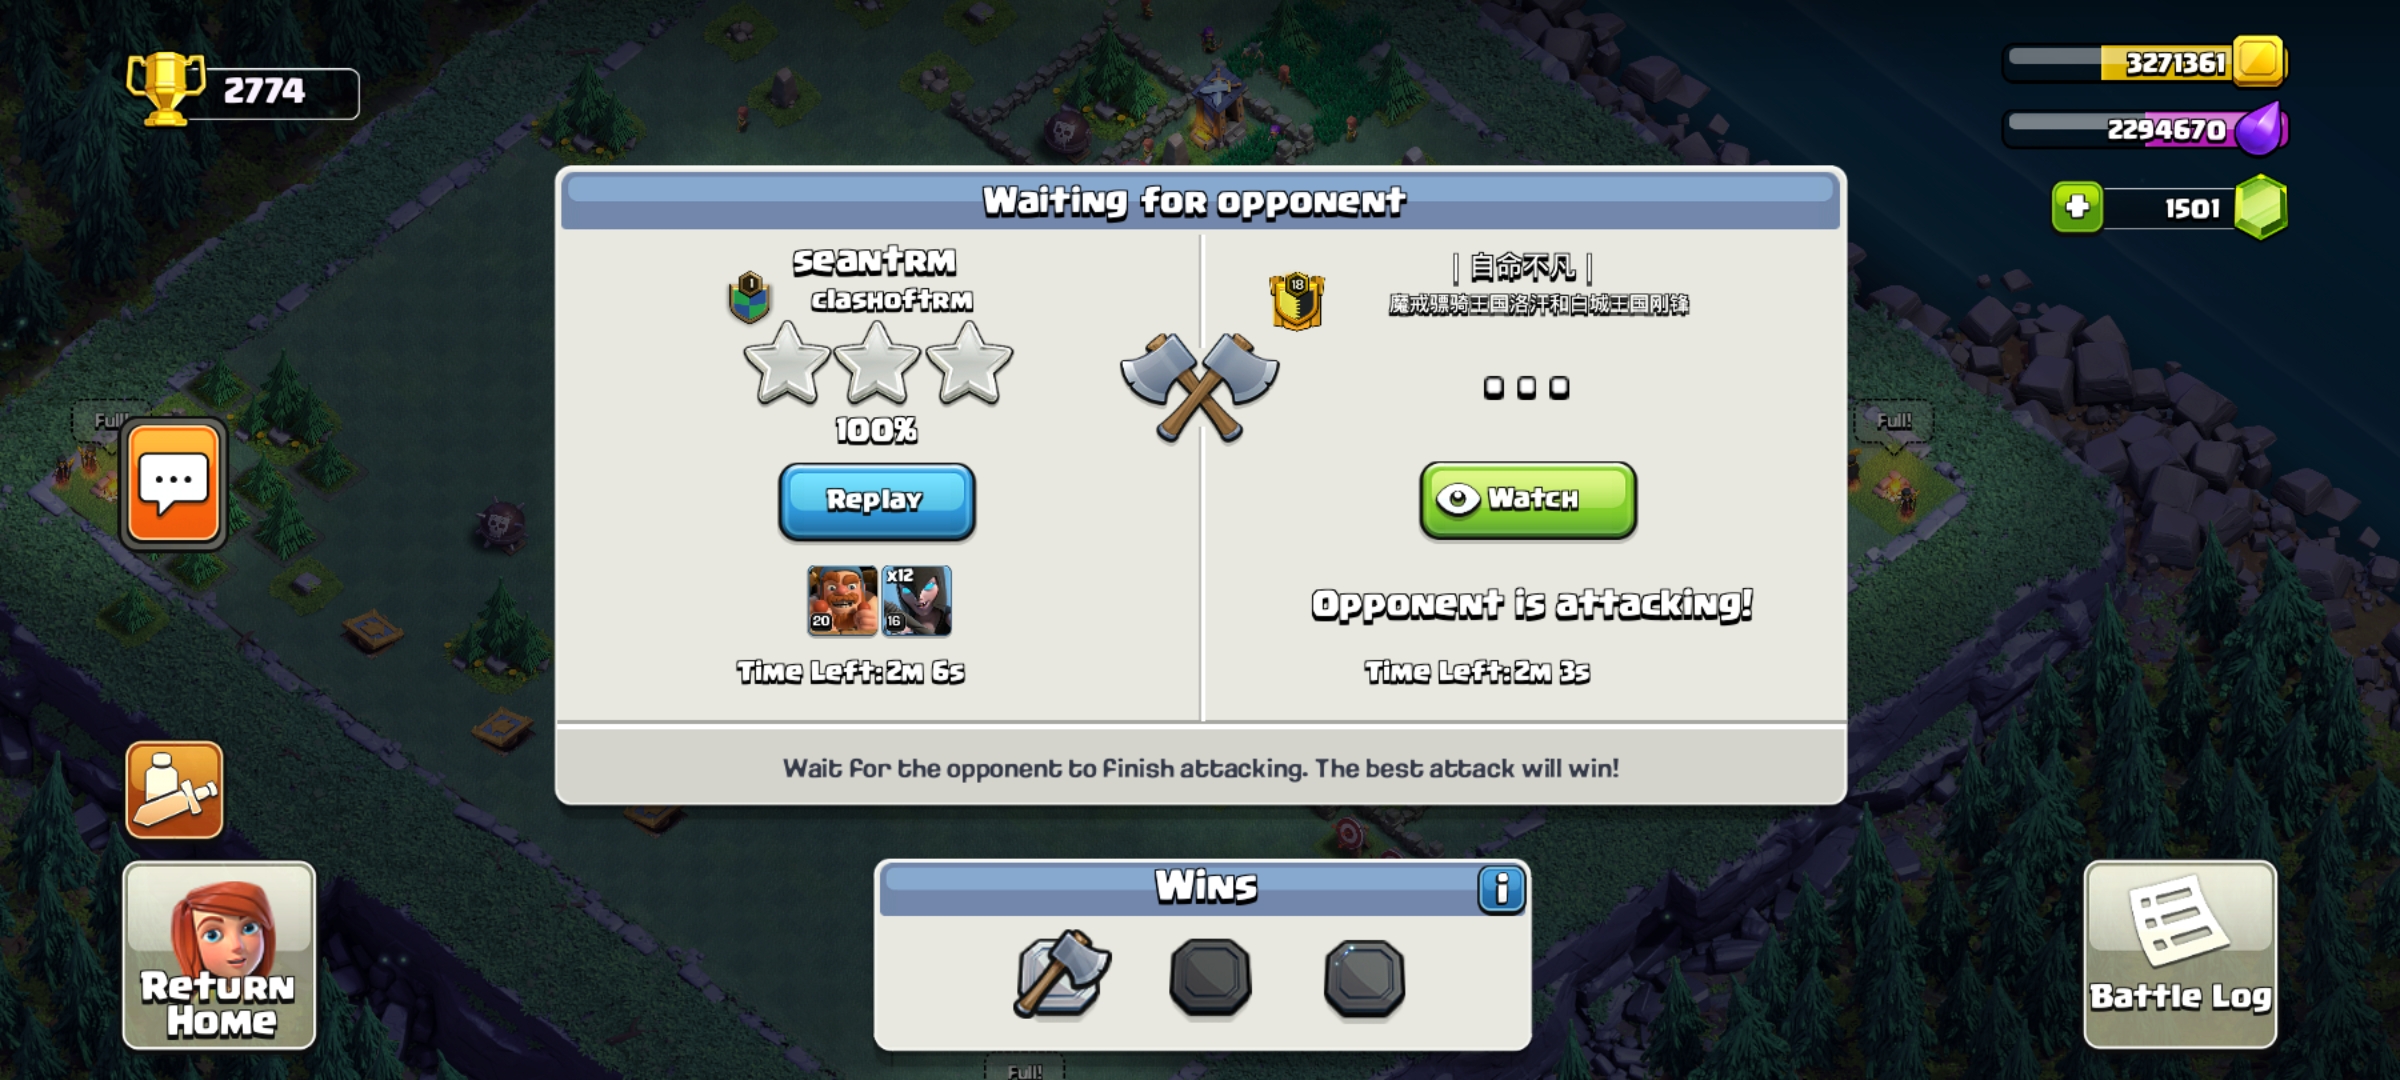 2774
3271361
2294670
1501
Waiting for opponent
seantrm
clashoftrm
1
100%
Replay
20
x12
16
Time Left:2m 6s
18
| 自命不凡 |
魔戒骠骑王国洛汗和白城王国刚锋
Watch
Opponent is attacking!
Time Left:2m 3s
Wait for the opponent to finish attacking. The best attack will win!
Full!
Full!
Wins
i
Return
Home
Battle Log
Full!